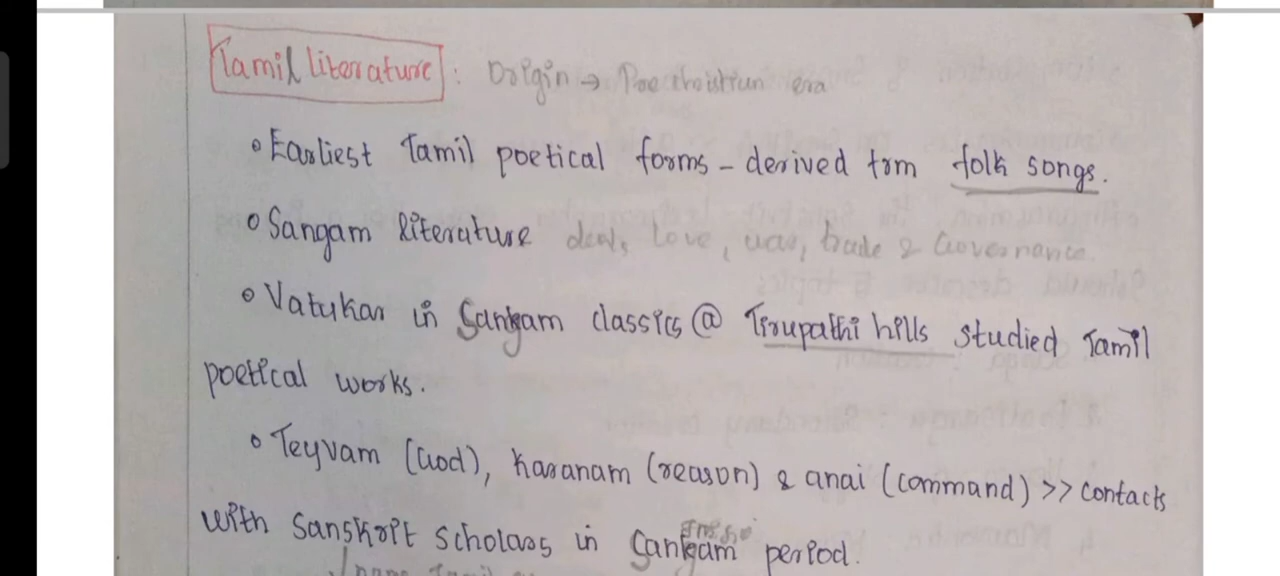 Tamil literature : Origin → Pre Christian era
• Earliest Tamil poetical forms - derived frm folk songs.
• Sangam literature deals Love, war, trade & Governance.
• Vatukar in Sangam classics @ Tirupathi hills studied Tamil
poetical works.
• Teyvam (God), Karanam (reason) & anai (command) >> contacts
with Sanskrit scholars in Sangam period.